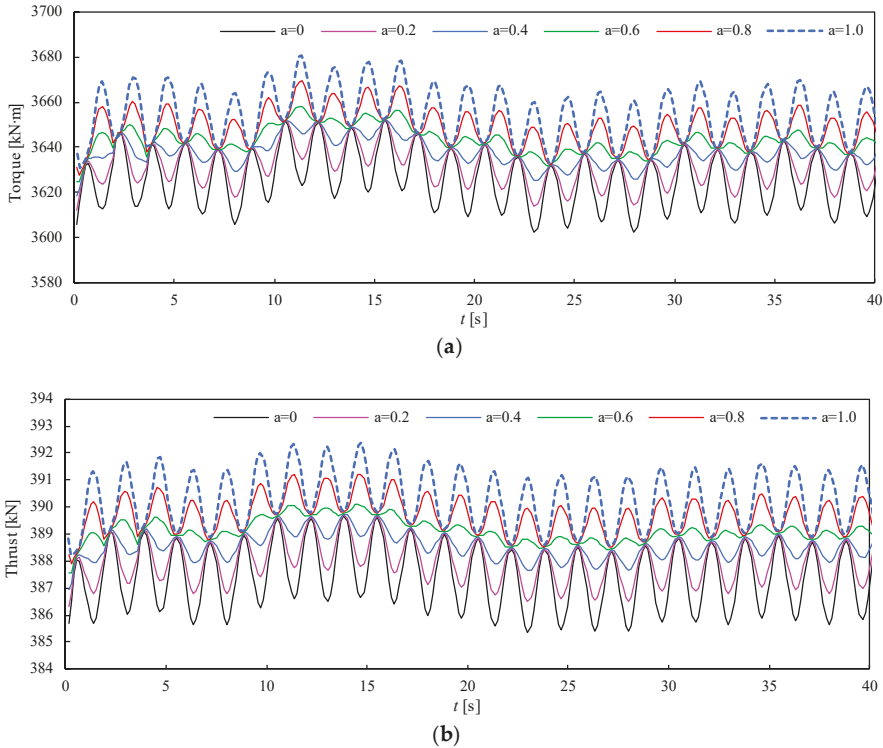 3700
a=0 a=0.2 a=0.4 a=0.6 a=0.8 a=1.0
3680
3660
3640
3620
3600
3580
Torque [kN·m]
0 5 10 15 20 25 30 35 40
t [s]
(a)
394
a=0 a=0.2 a=0.4 a=0.6 a=0.8 a=1.0
393
392
391
390
389
388
387
386
385
384
Thrust [kN]
0 5 10 15 20 25 30 35 40
t [s]
(b)